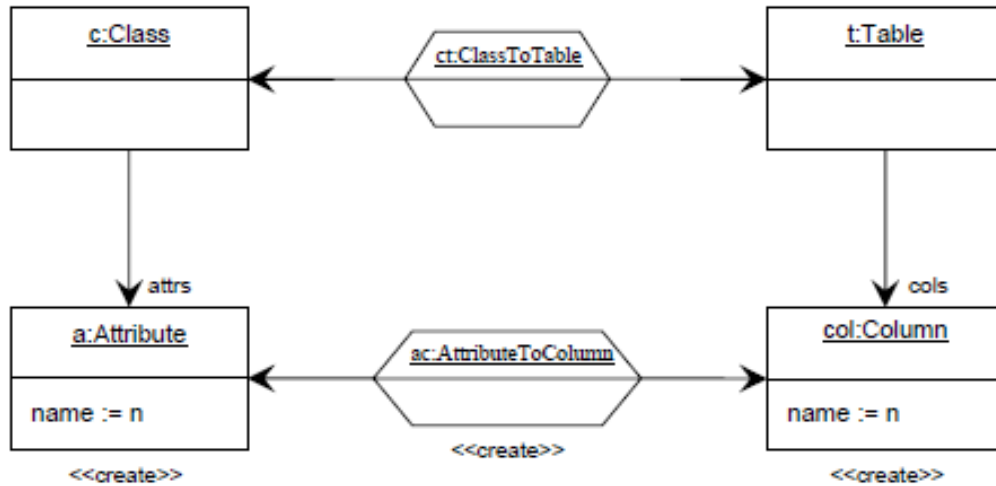 c:Class
ct:ClassToTable
t:Table
attrs
cols
a:Attribute
ac:AttributeToColumn
col:Column
name := n
name := n
<<create>>
<<create>>
<<create>>